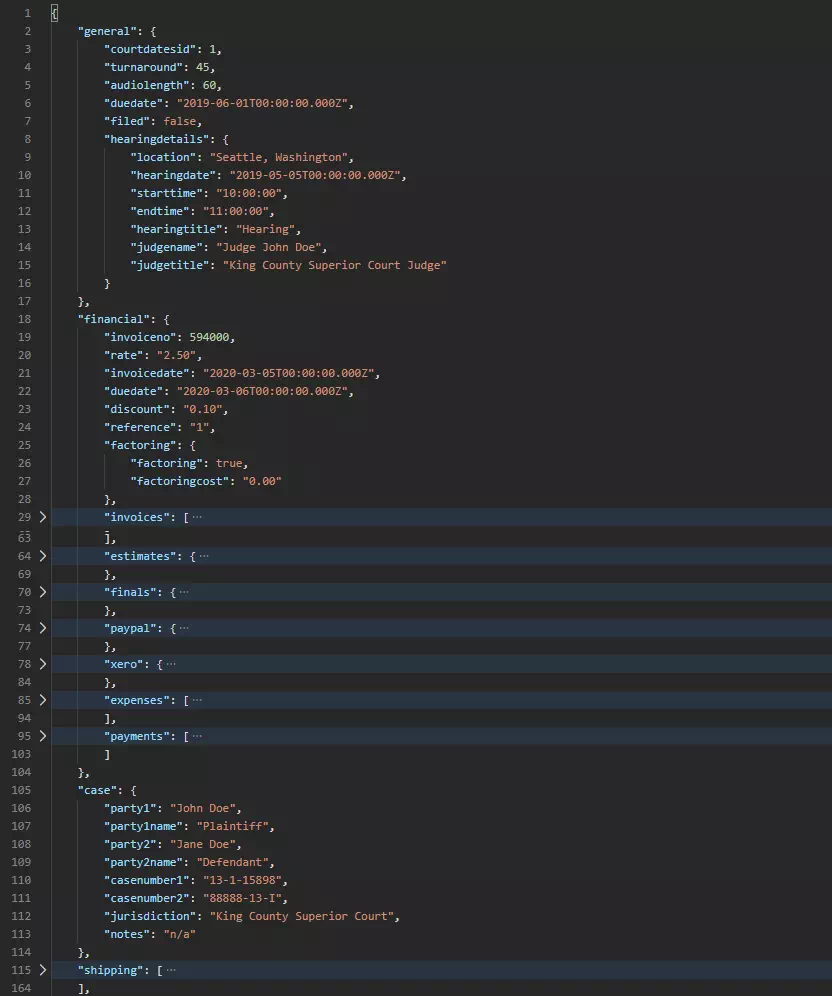 1 {
2 "general": {
3 "courtdatesid": 1,
4 "turnaround": 45,
5 "audiolength": 60,
6 "duedate": "2019-06-01T00:00:00.000Z",
7 "filed": false,
8 "hearingdetails": {
9 "location": "Seattle, Washington",
10 "hearingdate": "2019-05-05T00:00:00.000Z",
11 "starttime": "10:00:00",
12 "endtime": "11:00:00",
13 "hearingtitle": "Hearing",
14 "judgename": "Judge John Doe",
15 "judgetitle": "King County Superior Court Judge"
16 }
17 },
18 "financial": {
19 "invoiceno": 594000,
20 "rate": "2.50",
21 "invoicedate": "2020-03-05T00:00:00.000Z",
22 "duedate": "2020-03-06T00:00:00.000Z",
23 "discount": "0.10",
24 "reference": "1",
25 "factoring": {
26 "factoring": true,
27 "factoringcost": "0.00"
28 },
29 "invoices": [ ···
63 ],
64 "estimates": { ···
69 },
70 "finals": { ···
73 },
74 "paypal": { ···
77 },
78 "xero": { ···
84 },
85 "expenses": [ ···
94 ],
95 "payments": [ ···
103 ]
104 },
105 "case": {
106 "party1": "John Doe",
107 "party1name": "Plaintiff",
108 "party2": "Jane Doe",
109 "party2name": "Defendant",
110 "casenumber1": "13-1-15898",
111 "casenumber2": "88888-13-I",
112 "jurisdiction": "King County Superior Court",
113 "notes": "n/a"
114 },
115 "shipping": [ ···
164 ],